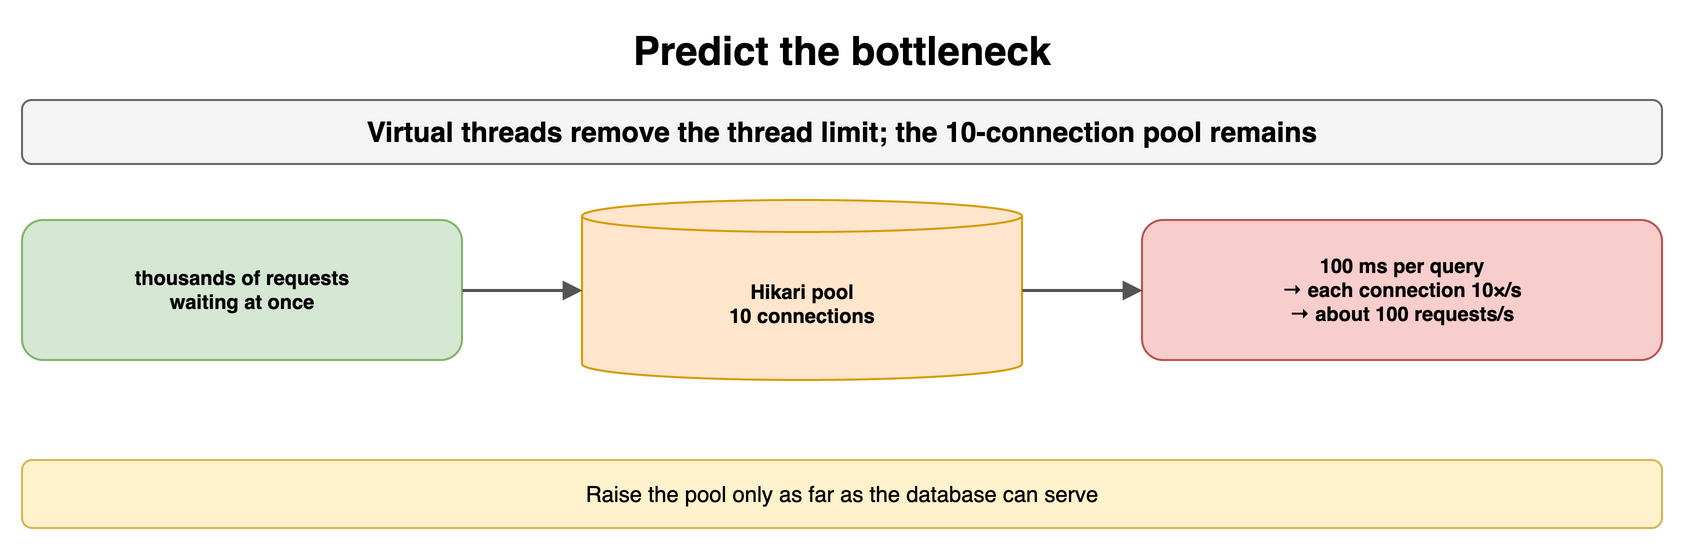 Predict the bottleneck
Virtual threads remove the thread limit; the 10-connection pool remains
thousands of requests
waiting at once
Hikari pool
10 connections
100 ms per query
→ each connection 10×/s
→ about 100 requests/s
Raise the pool only as far as the database can serve